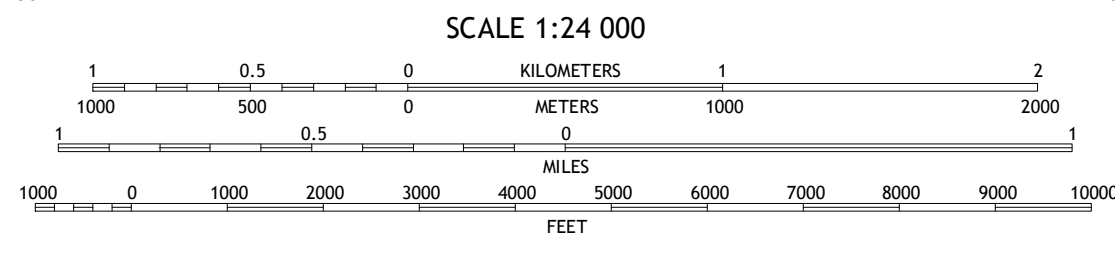 SCALE 1:24 000
1 0.5 0 KILOMETERS 1 2
1000 500 0 METERS 1000 2000
1 0.5 0 1
MILES
1000 0 1000 2000 3000 4000 5000 6000 7000 8000 9000 10000
FEET